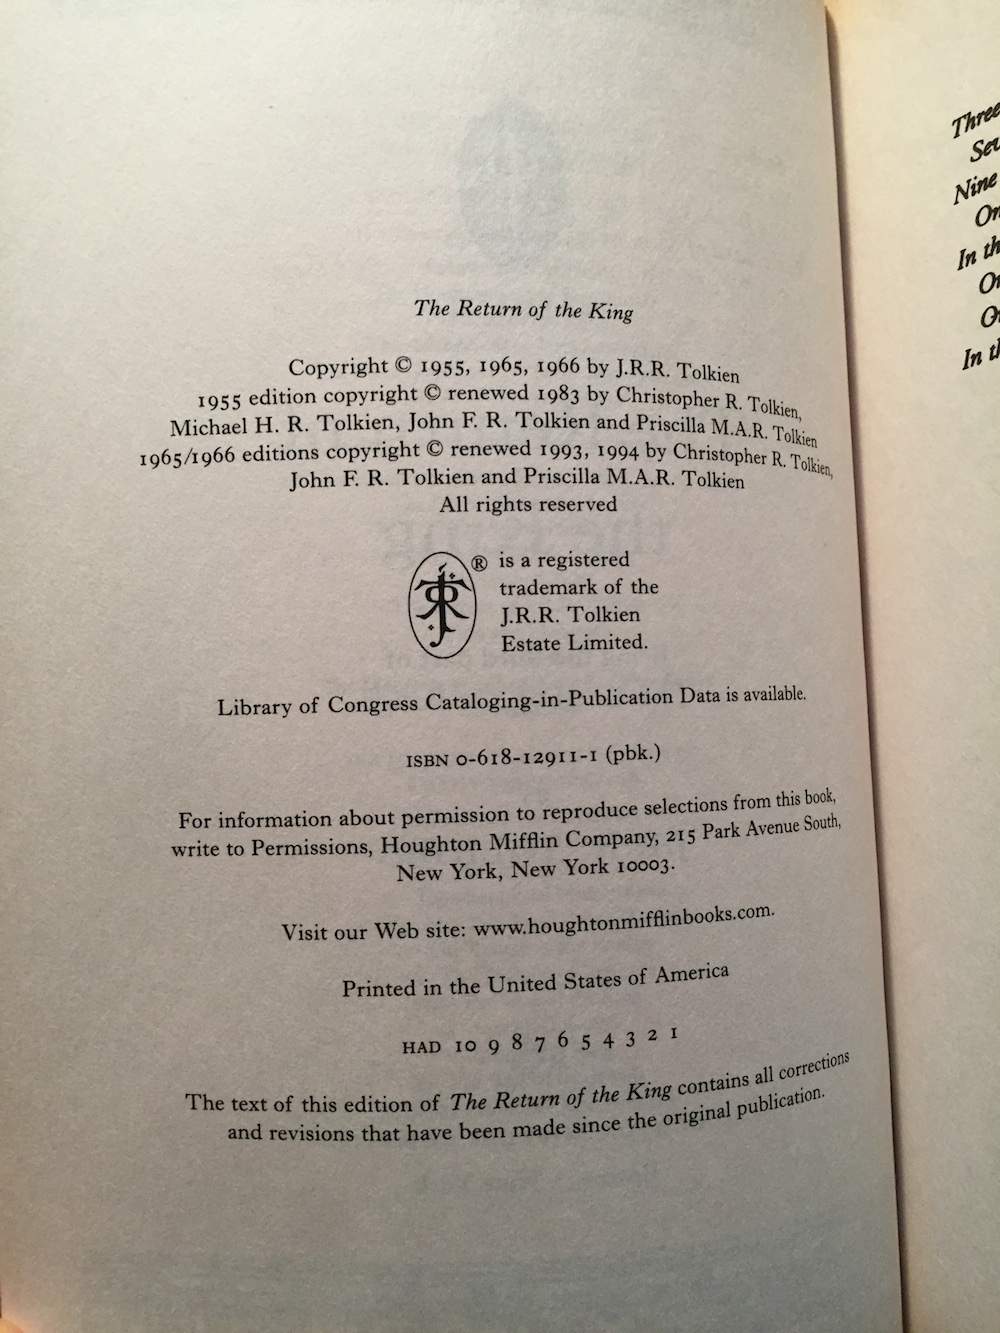 The Return of the King
Copyright © 1955, 1965, 1966 by J.R.R. Tolkien
1955 edition copyright © renewed 1983 by Christopher R. Tolkien,
Michael H. R. Tolkien, John F. R. Tolkien and Priscilla M.A.R. Tolkien
1965/1966 editions copyright © renewed 1993, 1994 by Christopher R. Tolkien,
John F. R. Tolkien and Priscilla M.A.R. Tolkien
All rights reserved
® is a registered
trademark of the
J.R.R. Tolkien
Estate Limited.
Library of Congress Cataloging-in-Publication Data is available.
ISBN 0-618-12911-1 (pbk.)
For information about permission to reproduce selections from this book,
write to Permissions, Houghton Mifflin Company, 215 Park Avenue South,
New York, New York 10003.
Visit our Web site: www.houghtonmifflinbooks.com.
Printed in the United States of America
HAD 10 9 8 7 6 5 4 3 2 1
The text of this edition of The Return of the King contains all corrections
and revisions that have been made since the original publication.
Three
Nine
In
In